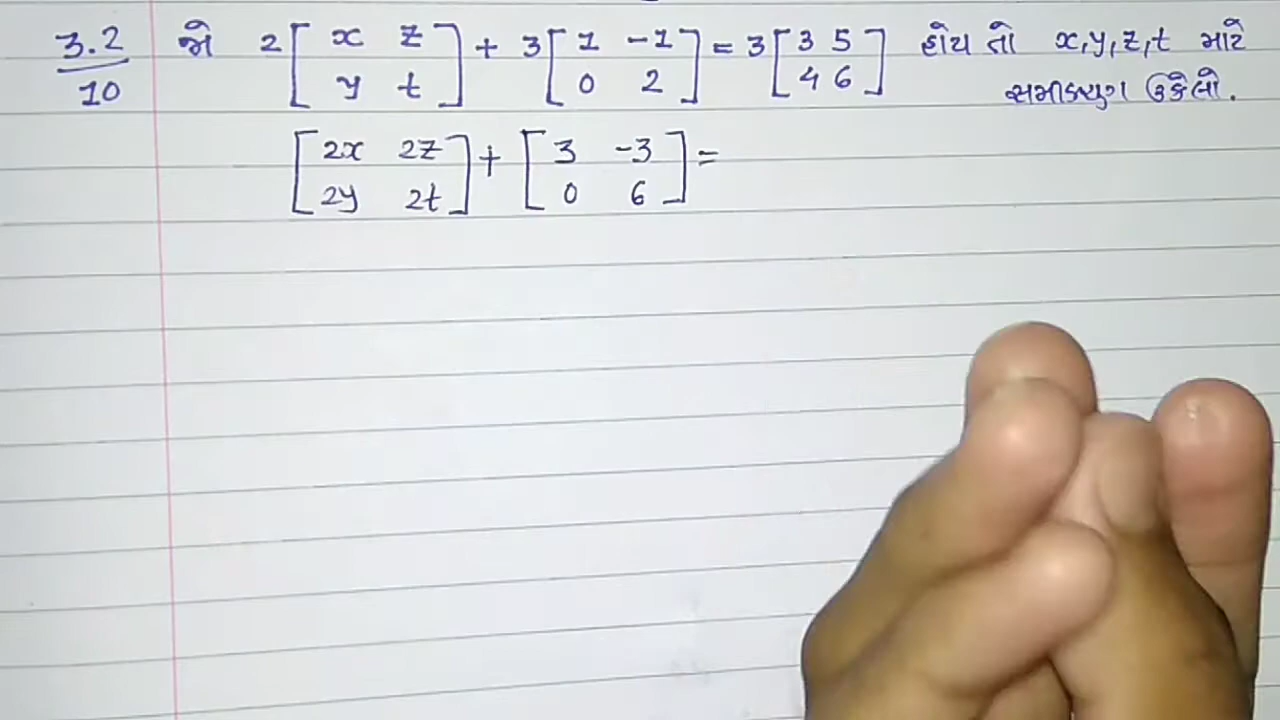 3.2/10 જો 2[x z; y t] + 3[1 -1; 0 2] = 3[3 5; 4 6] હોય તો x,y,z,t માટે
સમીકરણ ઉકેલો.
[2x 2z; 2y 2t] + [3 -3; 0 6] =